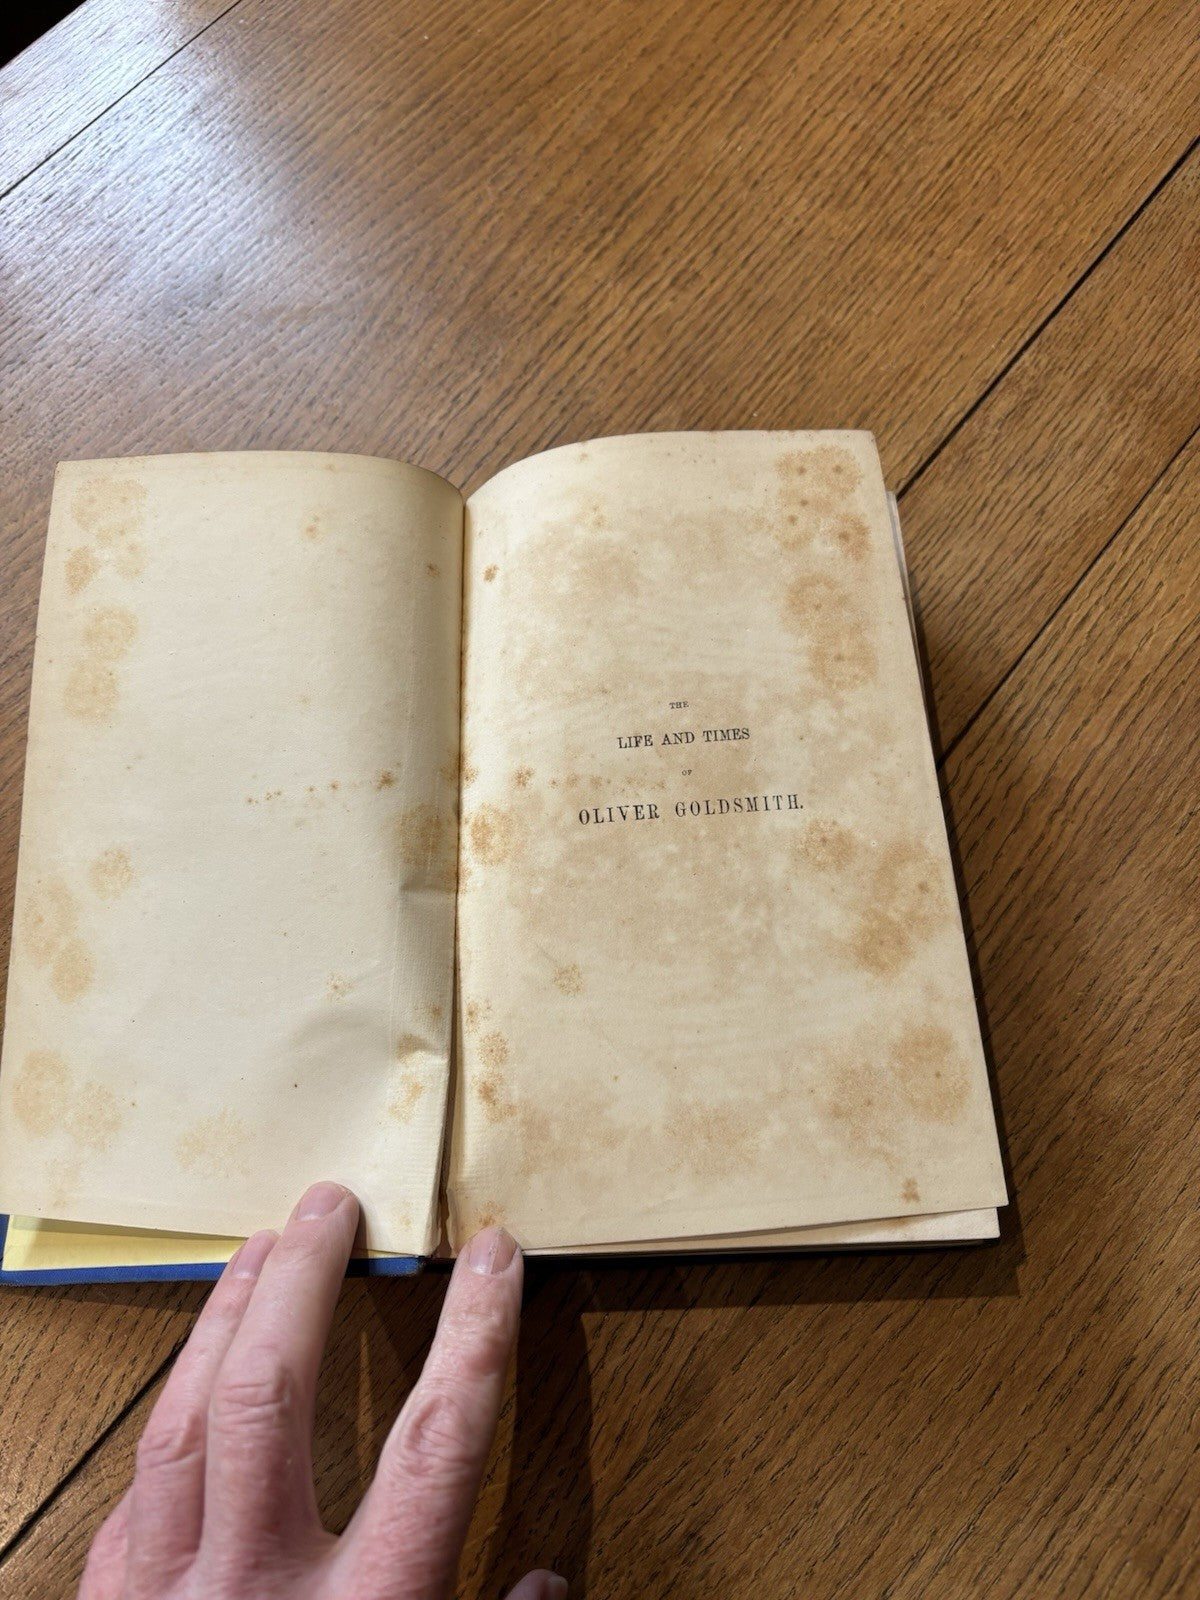 THE
LIFE AND TIMES
OF
OLIVER GOLDSMITH.